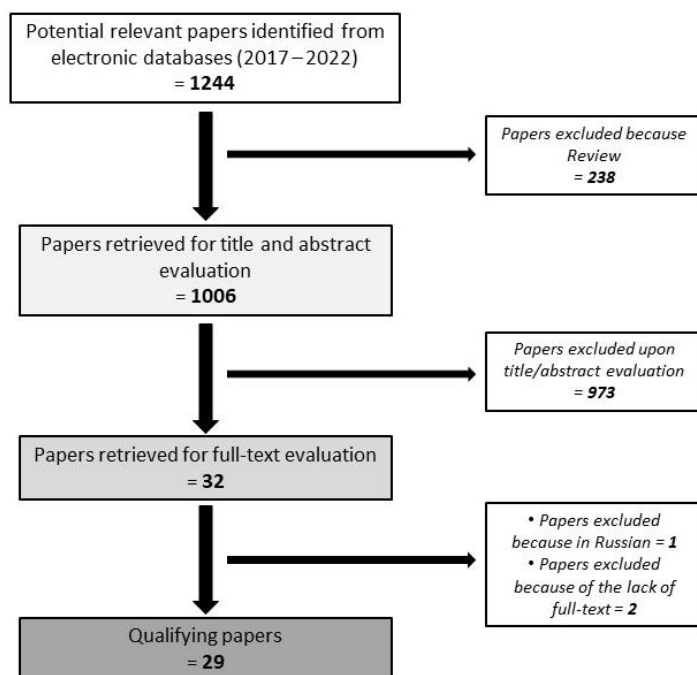 Potential relevant papers identified from
electronic databases (2017–2022)
= 1244
Papers excluded because
Review
= 238
Papers retrieved for title and abstract
evaluation
= 1006
Papers excluded upon
title/abstract evaluation
= 973
Papers retrieved for full-text evaluation
= 32
• Papers excluded
because in Russian = 1
• Papers excluded
because of the lack of
full-text = 2
Qualifying papers
= 29